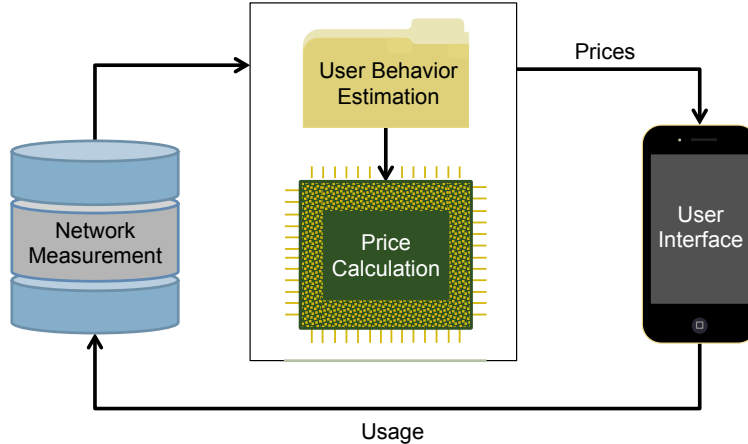 User Behavior
Estimation
Prices
Network
Measurement
Price
Calculation
User
Interface
Usage